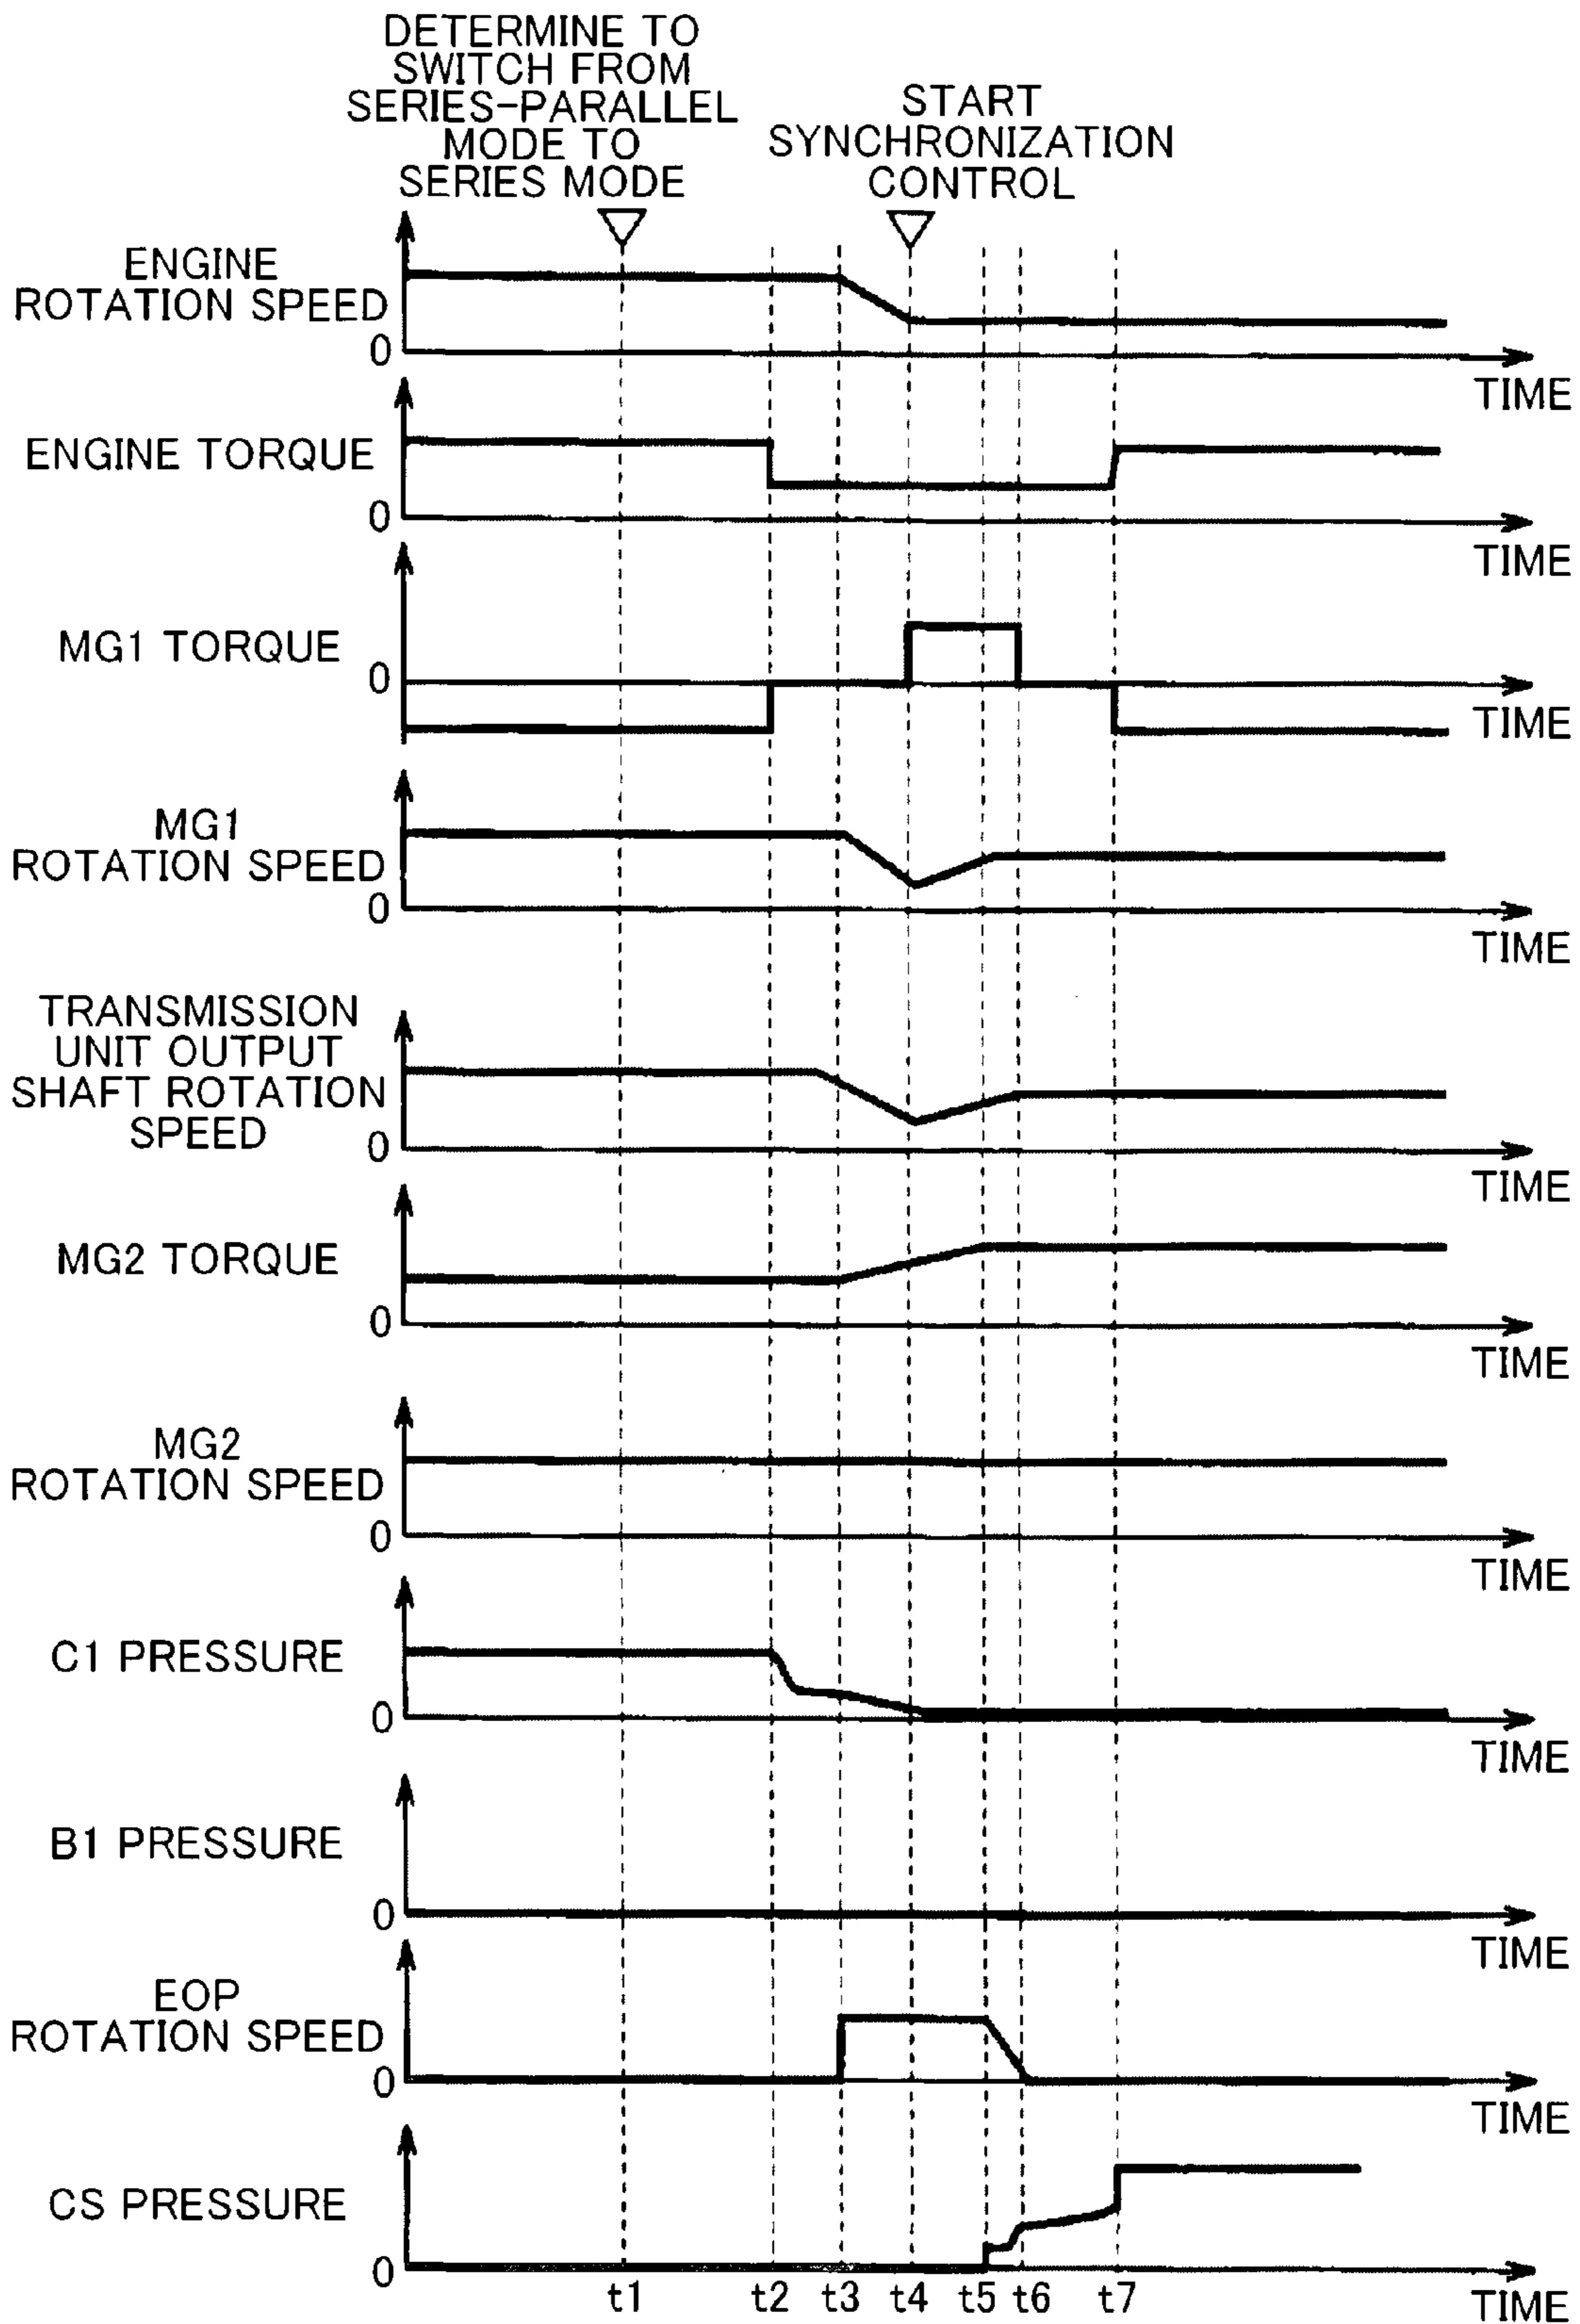 DETERMINE TO
SWITCH FROM
SERIES-PARALLEL
MODE TO
SERIES MODE
START
SYNCHRONIZATION
CONTROL
ENGINE
ROTATION SPEED
0
TIME
ENGINE TORQUE
0
TIME
MG1 TORQUE
0
TIME
MG1
ROTATION SPEED
0
TIME
TRANSMISSION
UNIT OUTPUT
SHAFT ROTATION
SPEED
0
TIME
MG2 TORQUE
0
TIME
MG2
ROTATION SPEED
0
TIME
C1 PRESSURE
0
TIME
B1 PRESSURE
0
TIME
EOP
ROTATION SPEED
0
TIME
CS PRESSURE
0
t1 t2 t3 t4 t5 t6 t7 TIME